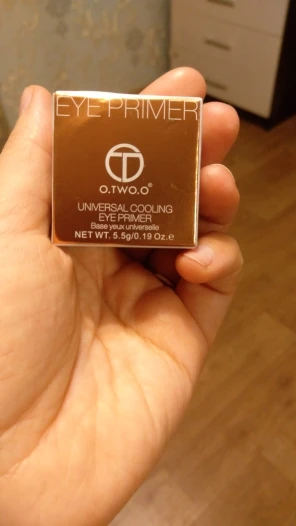 EYE PRIMER
O.TWO.O®
UNIVERSAL COOLING
EYE PRIMER
Base yeux universelle
NET WT. 5.5g/0.19 Oz.e